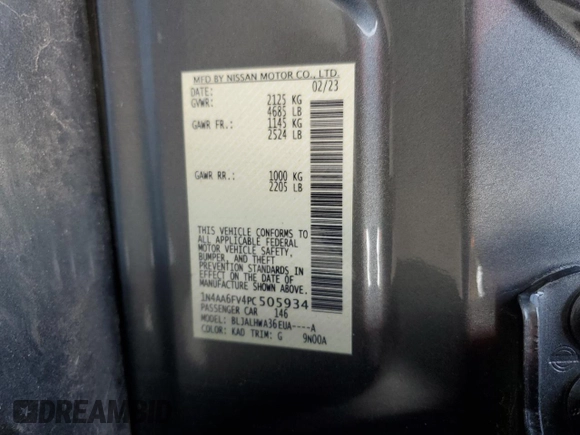 MFD BY NISSAN MOTOR CO., LTD.
DATE: 02/23
GVWR: 2125 KG
4685 LB
GAWR FR.: 1145 KG
2524 LB
GAWR RR.: 1000 KG
2205 LB
THIS VEHICLE CONFORMS TO
ALL APPLICABLE FEDERAL
MOTOR VEHICLE SAFETY,
BUMPER, AND THEFT
PREVENTION STANDARDS IN
EFFECT ON THE DATE OF
MANUFACTURE SHOWN ABOVE.
1N4AA6FV4PC505934
PASSENGER CAR 146
MODEL: BLJALHWA36EUA----A
COLOR: KAD TRIM: G 9N00A
DREAMBID